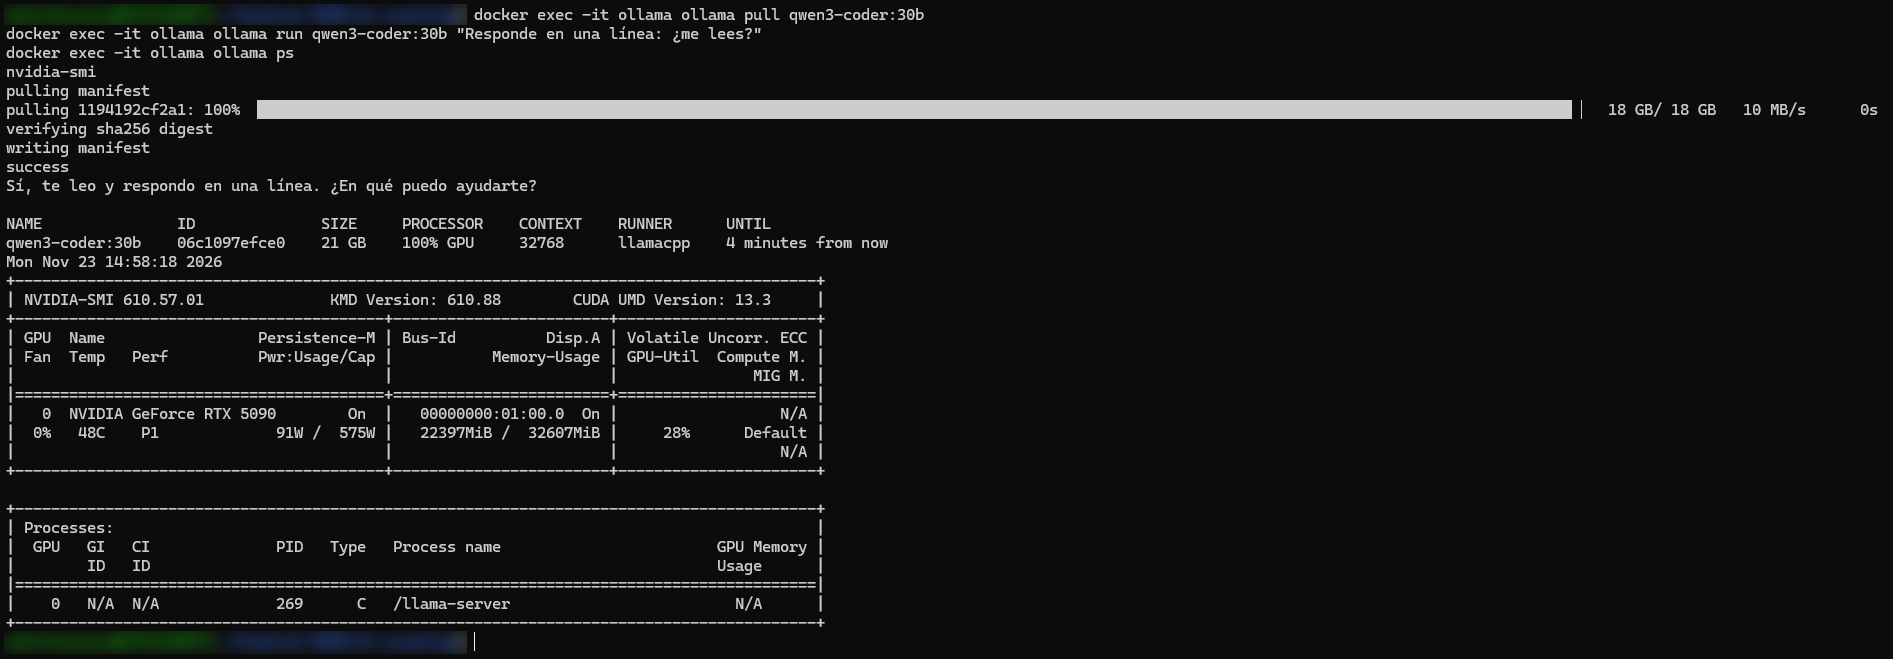 docker exec -it ollama ollama pull qwen3-coder:30b
docker exec -it ollama ollama run qwen3-coder:30b "Responde en una línea: ¿me lees?"
docker exec -it ollama ollama ps
nvidia-smi
pulling manifest
pulling 1194192cf2a1: 100% 18 GB/ 18 GB 10 MB/s 0s
verifying sha256 digest
writing manifest
success
Sí, te leo y respondo en una línea. ¿En qué puedo ayudarte?
NAME ID SIZE PROCESSOR CONTEXT RUNNER UNTIL
qwen3-coder:30b 06c1097efce0 21 GB 100% GPU 32768 llamacpp 4 minutes from now
Mon Nov 23 14:58:18 2026
+-----------------------------------------------------------------------------------------+
| NVIDIA-SMI 610.57.01 KMD Version: 610.88 CUDA UMD Version: 13.3 |
+-----------------------------------------+------------------------+----------------------+
| GPU Name Persistence-M | Bus-Id Disp.A | Volatile Uncorr. ECC |
| Fan Temp Perf Pwr:Usage/Cap | Memory-Usage | GPU-Util Compute M. |
| | | MIG M. |
|=========================================+========================+======================|
| 0 NVIDIA GeForce RTX 5090 On | 00000000:01:00.0 On | N/A |
| 0% 48C P1 91W / 575W | 22397MiB / 32607MiB | 28% Default |
| | | N/A |
+-----------------------------------------+------------------------+----------------------+
+-----------------------------------------------------------------------------------------+
| Processes: |
| GPU GI CI PID Type Process name GPU Memory |
| ID ID Usage |
|=========================================================================================|
| 0 N/A N/A 269 C /llama-server N/A |
+-----------------------------------------------------------------------------------------+